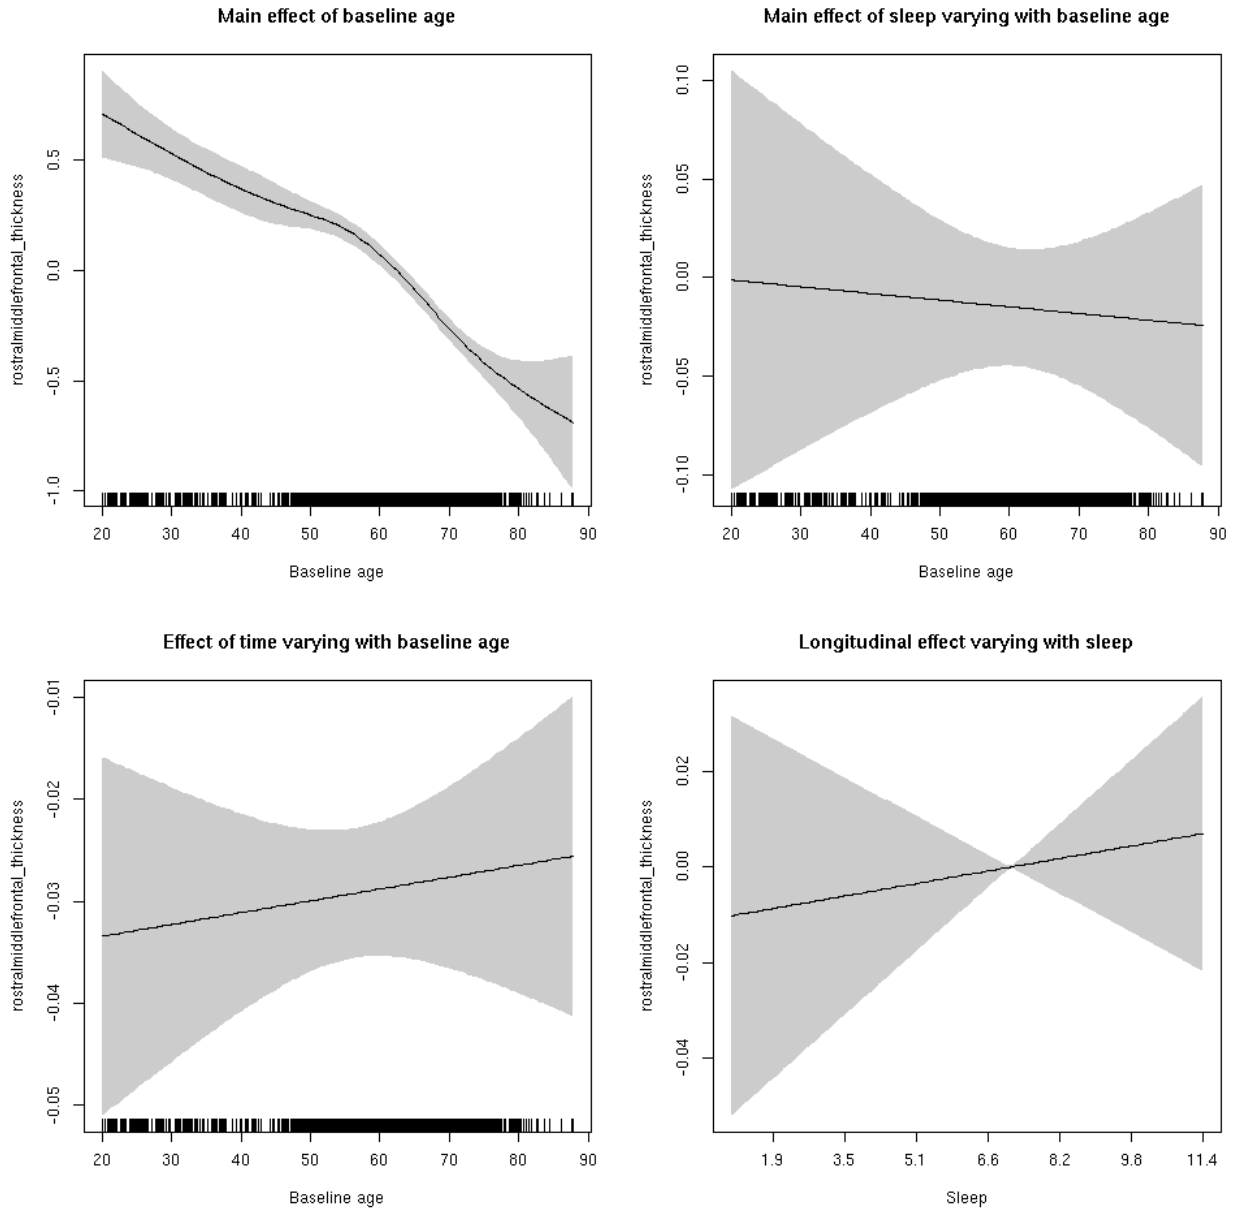 Main effect of baseline age
rostralmiddlefrontal_thickness
0.5
0.0
-0.5
-1.0
20 30 40 50 60 70 80 90
Baseline age
Main effect of sleep varying with baseline age
rostralmiddlefrontal_thickness
0.10
0.05
0.00
-0.05
-0.10
20 30 40 50 60 70 80 90
Baseline age
Effect of time varying with baseline age
rostralmiddlefrontal_thickness
-0.01
-0.02
-0.03
-0.04
-0.05
20 30 40 50 60 70 80 90
Baseline age
Longitudinal effect varying with sleep
rostralmiddlefrontal_thickness
0.02
0.00
-0.02
-0.04
1.9 3.5 5.1 6.6 8.2 9.8 11.4
Sleep